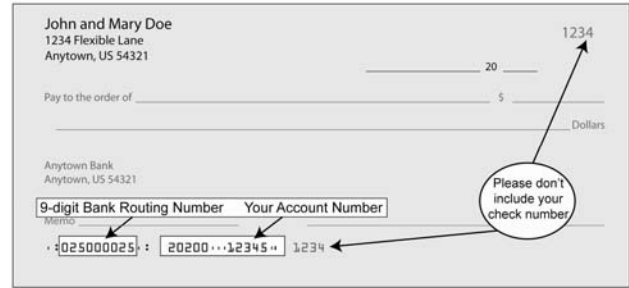 John and Mary Doe
1234
1234 Flexible Lane
Anytown, US 54321
20
Pay to the order of $
Dollars
Anytown Bank
Anytown, US 54321
Please don't
include your
check number
9-digit Bank Routing Number Your Account Number
Memo
⑆025000025⑆ 20200⑉⑉⑉12345⑈ 1234